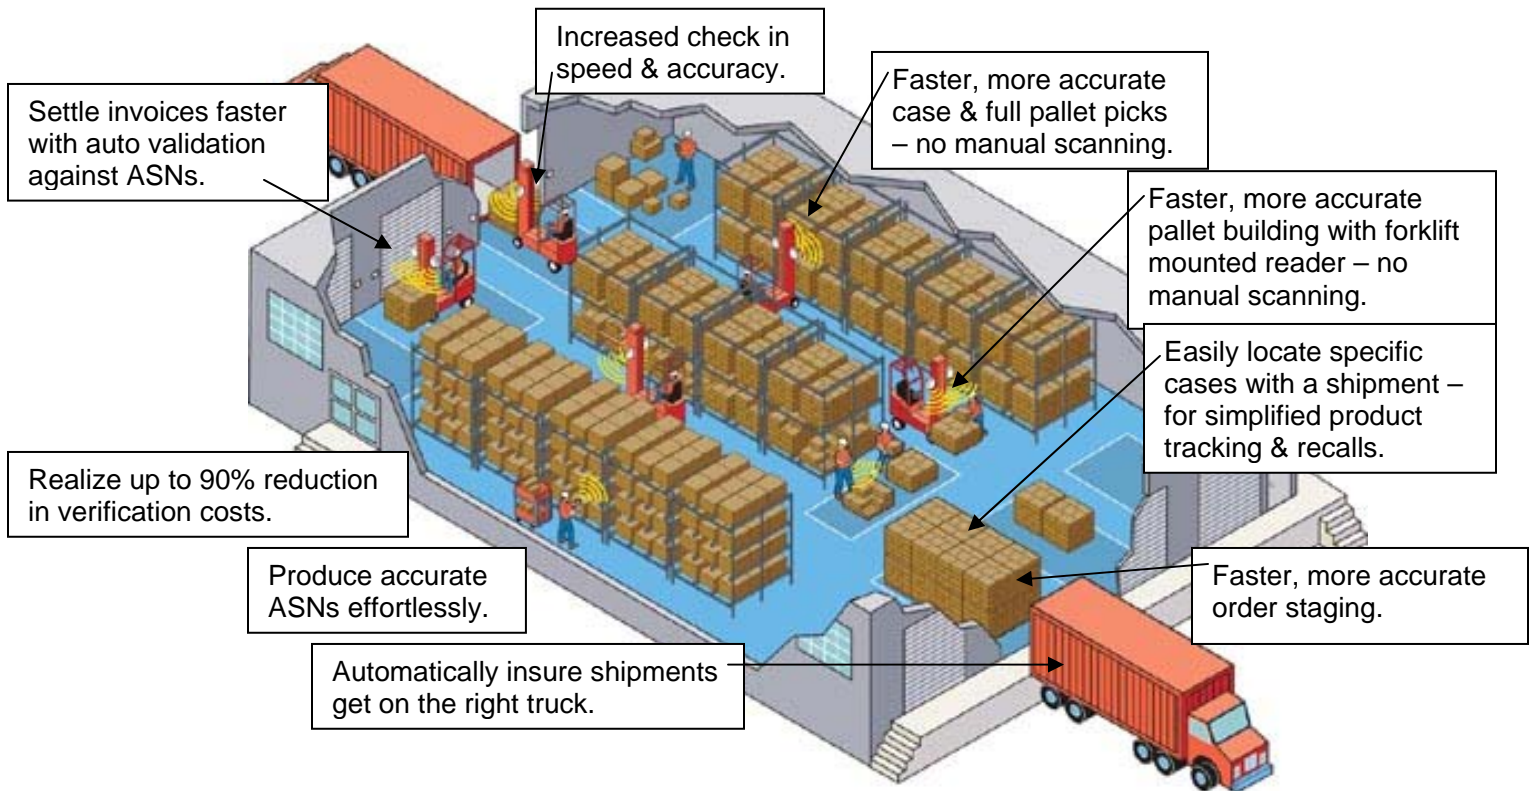 Increased check in
speed & accuracy.
Faster, more accurate
case & full pallet picks
– no manual scanning.
Settle invoices faster
with auto validation
against ASNs.
Faster, more accurate
pallet building with forklift
mounted reader – no
manual scanning.
Easily locate specific
cases with a shipment –
for simplified product
tracking & recalls.
Realize up to 90% reduction
in verification costs.
Produce accurate
ASNs effortlessly.
Faster, more accurate
order staging.
Automatically insure shipments
get on the right truck.